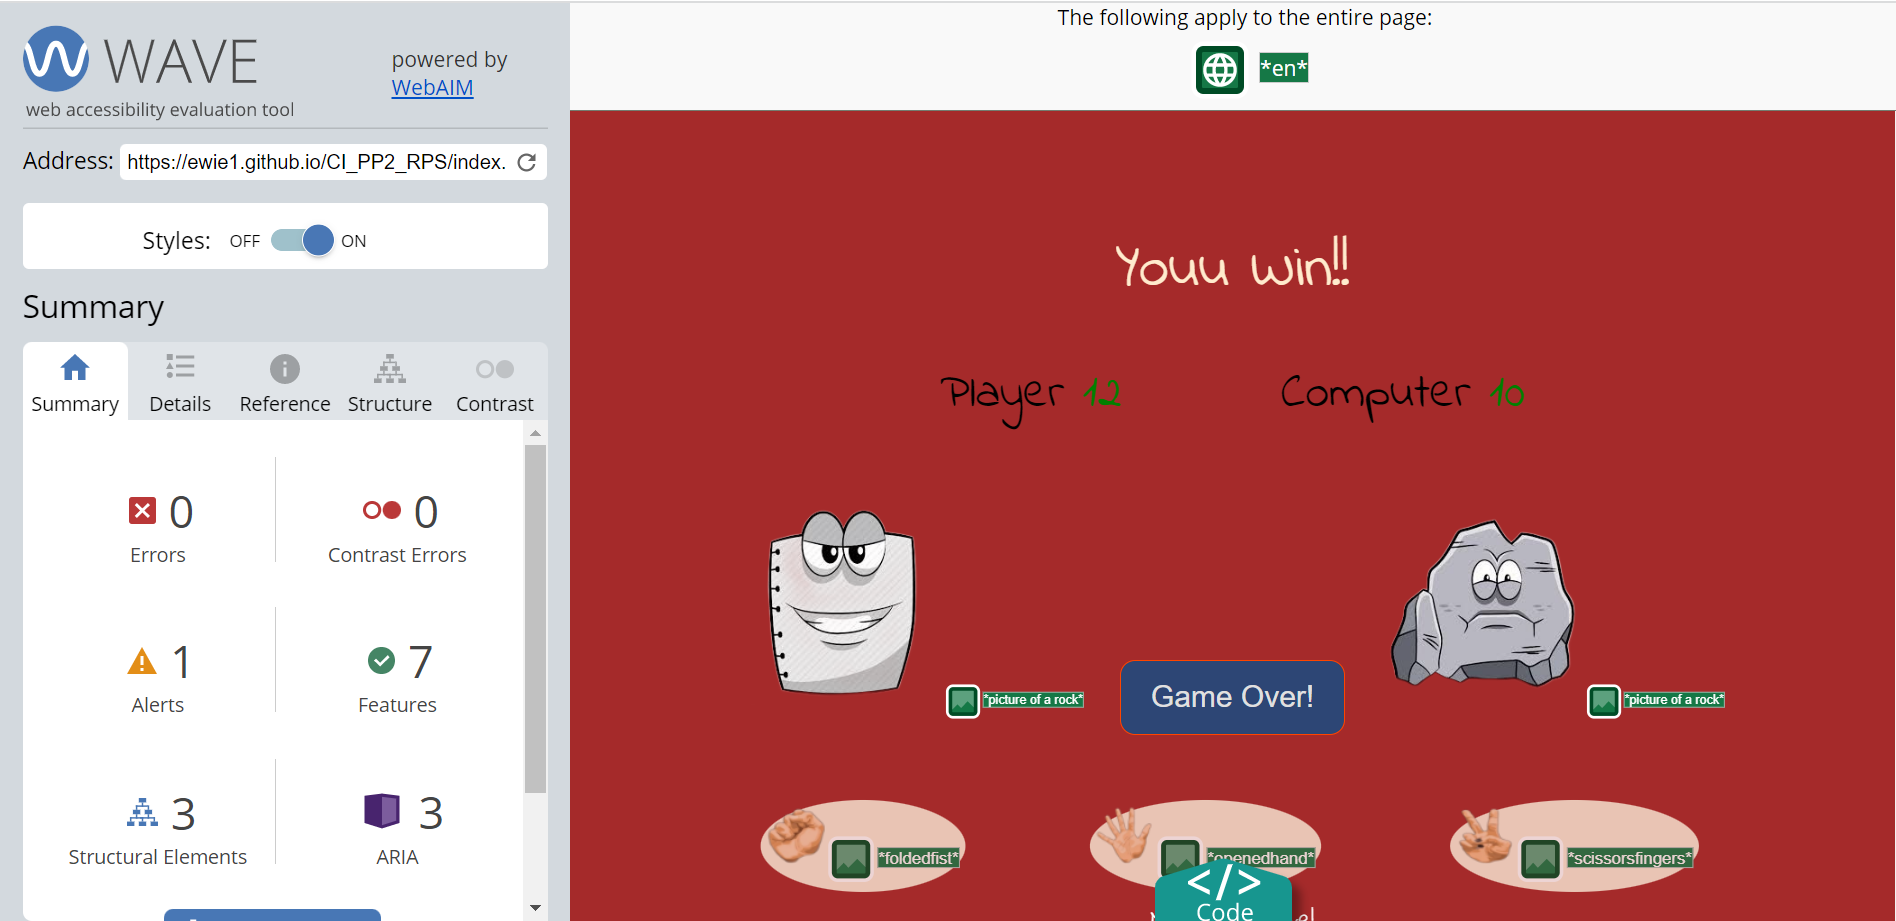 WAVE
powered by
WebAIM
web accessibility evaluation tool
Address: https://ewie1.github.io/CI_PP2_RPS/index.
Styles: OFF ON
Summary
Summary Details Reference Structure Contrast
0 0
Errors Contrast Errors
1 7
Alerts Features
3 3
Structural Elements ARIA
The following apply to the entire page:
*en*
Youu Win!!
Player 12 Computer 10
*picture of a rock* Game Over! *picture of a rock*
*foldedfist* *openedhand* *scissorsfingers*
</> 
Code